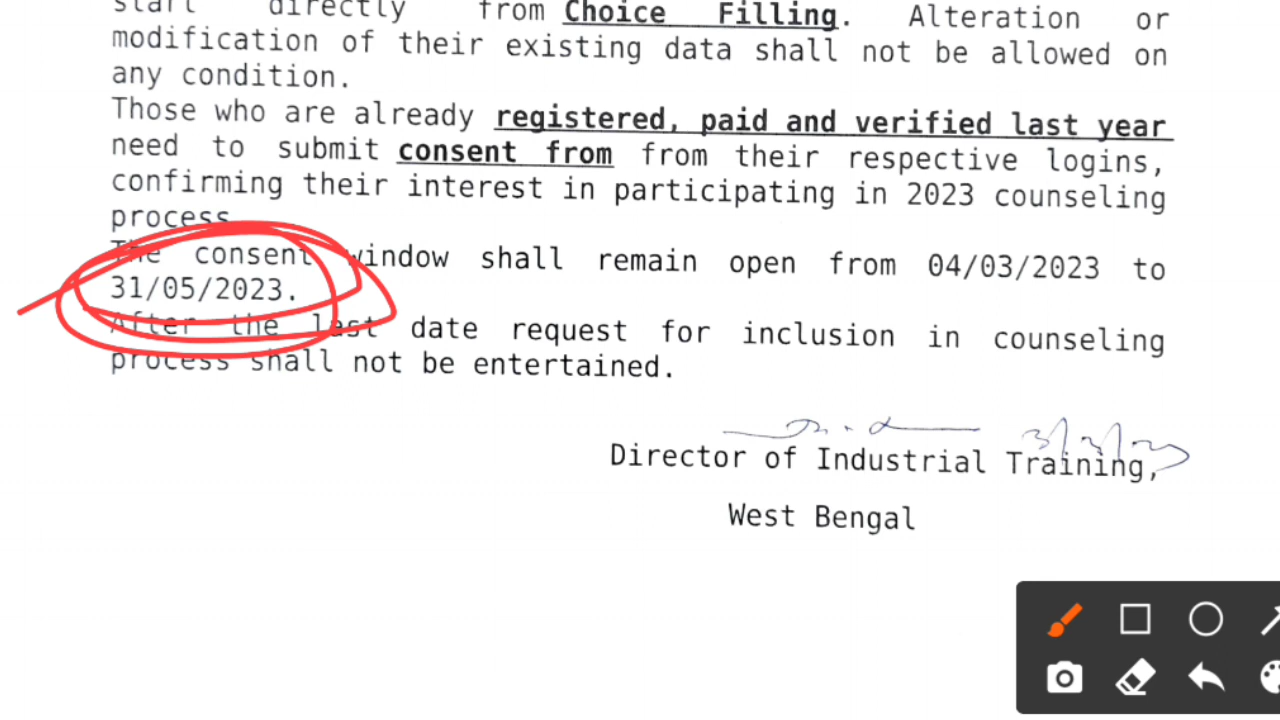 start directly from Choice Filling. Alteration or
modification of their existing data shall not be allowed on
any condition.
Those who are already registered, paid and verified last year
need to submit consent from from their respective logins,
confirming their interest in participating in 2023 counseling
process.
The consent window shall remain open from 04/03/2023 to
31/05/2023.
After the last date request for inclusion in counseling
process shall not be entertained.
Director of Industrial Training,
West Bengal